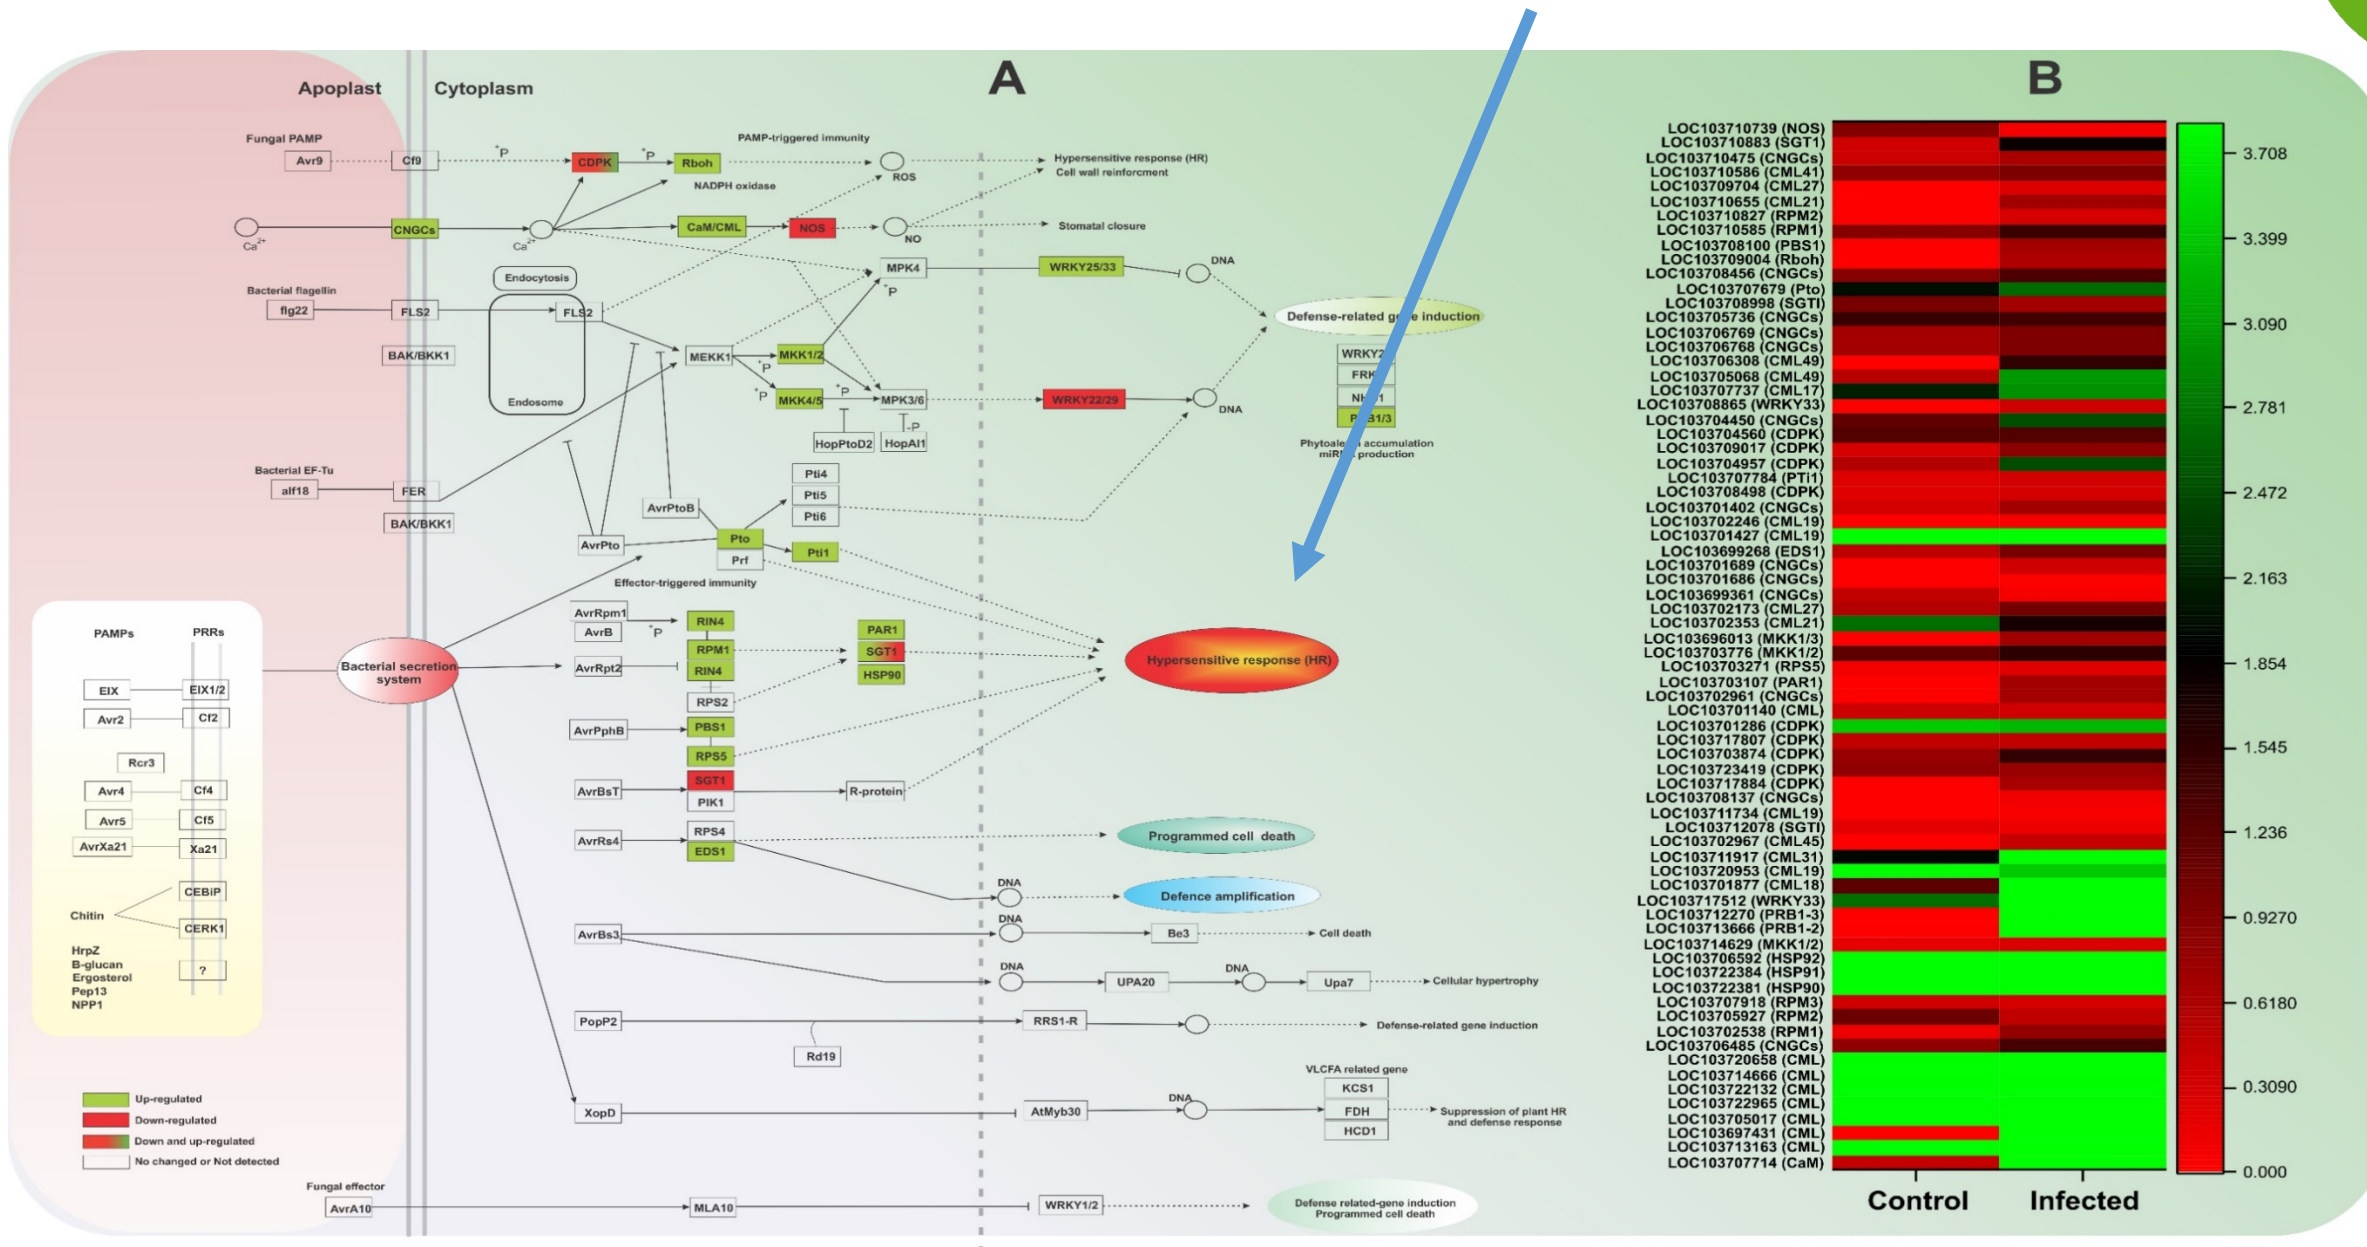 A
B
Apoplast
Cytoplasm
Fungal PAMP
Avr9
Cf9
+P
CDPK
+P
Rboh
PAMP-triggered immunity
NADPH oxidase
ROS
Hypersensitive response (HR)
Cell wall reinforcment
Ca2+
CNGCs
Ca2+
CaM/CML
NOS
NO
Stomatal closure
MPK4
+P
WRKY25/33
DNA
Endocytosis
Bacterial flagellin
flg22
FLS2
FLS2
BAK/BKK1
Endosome
MEKK1
+P
MKK1/2
+P
MKK4/5
+P
MPK3/6
-P
HopPtoD2
HopAI1
WRKY22/29
DNA
Defense-related gene induction
PRB1/3
Phytoalexin accumulation
miRNA production
Bacterial EF-Tu
alf18
FER
BAK/BKK1
Pti4
Pti5
Pti6
AvrPtoB
AvrPto
Pto
Prf
Pti1
Effector-triggered immunity
PAMPs
PRRs
EIX
EIX1/2
Avr2
Cf2
Rcr3
Avr4
Cf4
Avr5
Cf5
AvrXa21
Xa21
CEBiP
Chitin
CERK1
HrpZ
B-glucan
Ergosterol
Pep13
NPP1
?
Bacterial secretion
system
AvrRpm1
AvrB
+P
RIN4
RPM1
AvrRpt2
RIN4
RPS2
PAR1
SGT1
HSP90
AvrPphB
PBS1
RPS5
AvrBsT
SGT1
PIK1
R-protein
Hypersensitive response (HR)
AvrRs4
RPS4
EDS1
Programmed cell death
DNA
Defence amplification
AvrBs3
DNA
Be3
Cell death
DNA
UPA20
DNA
Upa7
Cellular hypertrophy
PopP2
Rd19
RRS1-R
Defense-related gene induction
XopD
AtMyb30
DNA
VLCFA related gene
KCS1
FDH
HCD1
Suppression of plant HR
and defense response
Up-regulated
Down-regulated
Down and up-regulated
No changed or Not detected
Fungal effector
AvrA10
MLA10
WRKY1/2
Defense related-gene induction
Programmed cell death
LOC103710739 (NOS)
LOC103710883 (SGT1)
LOC103710475 (CNGCs)
LOC103710586 (CML41)
LOC103709704 (CML27)
LOC103710655 (CML21)
LOC103710827 (RPM2)
LOC103710585 (RPM1)
LOC103708100 (PBS1)
LOC103709004 (Rboh)
LOC103708456 (CNGCs)
LOC103707679 (Pto)
LOC103708998 (SGTI)
LOC103705736 (CNGCs)
LOC103706769 (CNGCs)
LOC103706768 (CNGCs)
LOC103706308 (CML49)
LOC103705068 (CML49)
LOC103707737 (CML17)
LOC103708865 (WRKY33)
LOC103704450 (CNGCs)
LOC103704560 (CDPK)
LOC103709017 (CDPK)
LOC103704957 (CDPK)
LOC103707784 (PTi1)
LOC103708498 (CDPK)
LOC103701402 (CNGCs)
LOC103702246 (CML19)
LOC103701427 (CML19)
LOC103699268 (EDS1)
LOC103701689 (CNGCs)
LOC103701686 (CNGCs)
LOC103699361 (CNGCs)
LOC103702173 (CML27)
LOC103702353 (CML21)
LOC103696013 (MKK1/3)
LOC103703776 (MKK1/2)
LOC103703271 (RPS5)
LOC103703107 (PAR1)
LOC103702961 (CNGCs)
LOC103701140 (CML)
LOC103701286 (CDPK)
LOC103717807 (CDPK)
LOC103703874 (CDPK)
LOC103723419 (CDPK)
LOC103717884 (CDPK)
LOC103708137 (CNGCs)
LOC103711734 (CML19)
LOC103712078 (SGTI)
LOC103702967 (CML45)
LOC103711917 (CML31)
LOC103720953 (CML19)
LOC103701877 (CML18)
LOC103717512 (WRKY33)
LOC103712270 (PRB1-3)
LOC103713666 (PRB1-2)
LOC103714629 (MKK1/2)
LOC103706592 (HSP92)
LOC103722384 (HSP91)
LOC103722381 (HSP90)
LOC103707918 (RPM3)
LOC103705927 (RPM2)
LOC103702538 (RPM1)
LOC103706485 (CNGCs)
LOC103720658 (CML)
LOC103714666 (CML)
LOC103722132 (CML)
LOC103722965 (CML)
LOC103705017 (CML)
LOC103697431 (CML)
LOC103713163 (CML)
LOC103707714 (CaM)
Control
Infected
3.708
3.399
3.090
2.781
2.472
2.163
1.854
1.545
1.236
0.9270
0.6180
0.3090
0.000